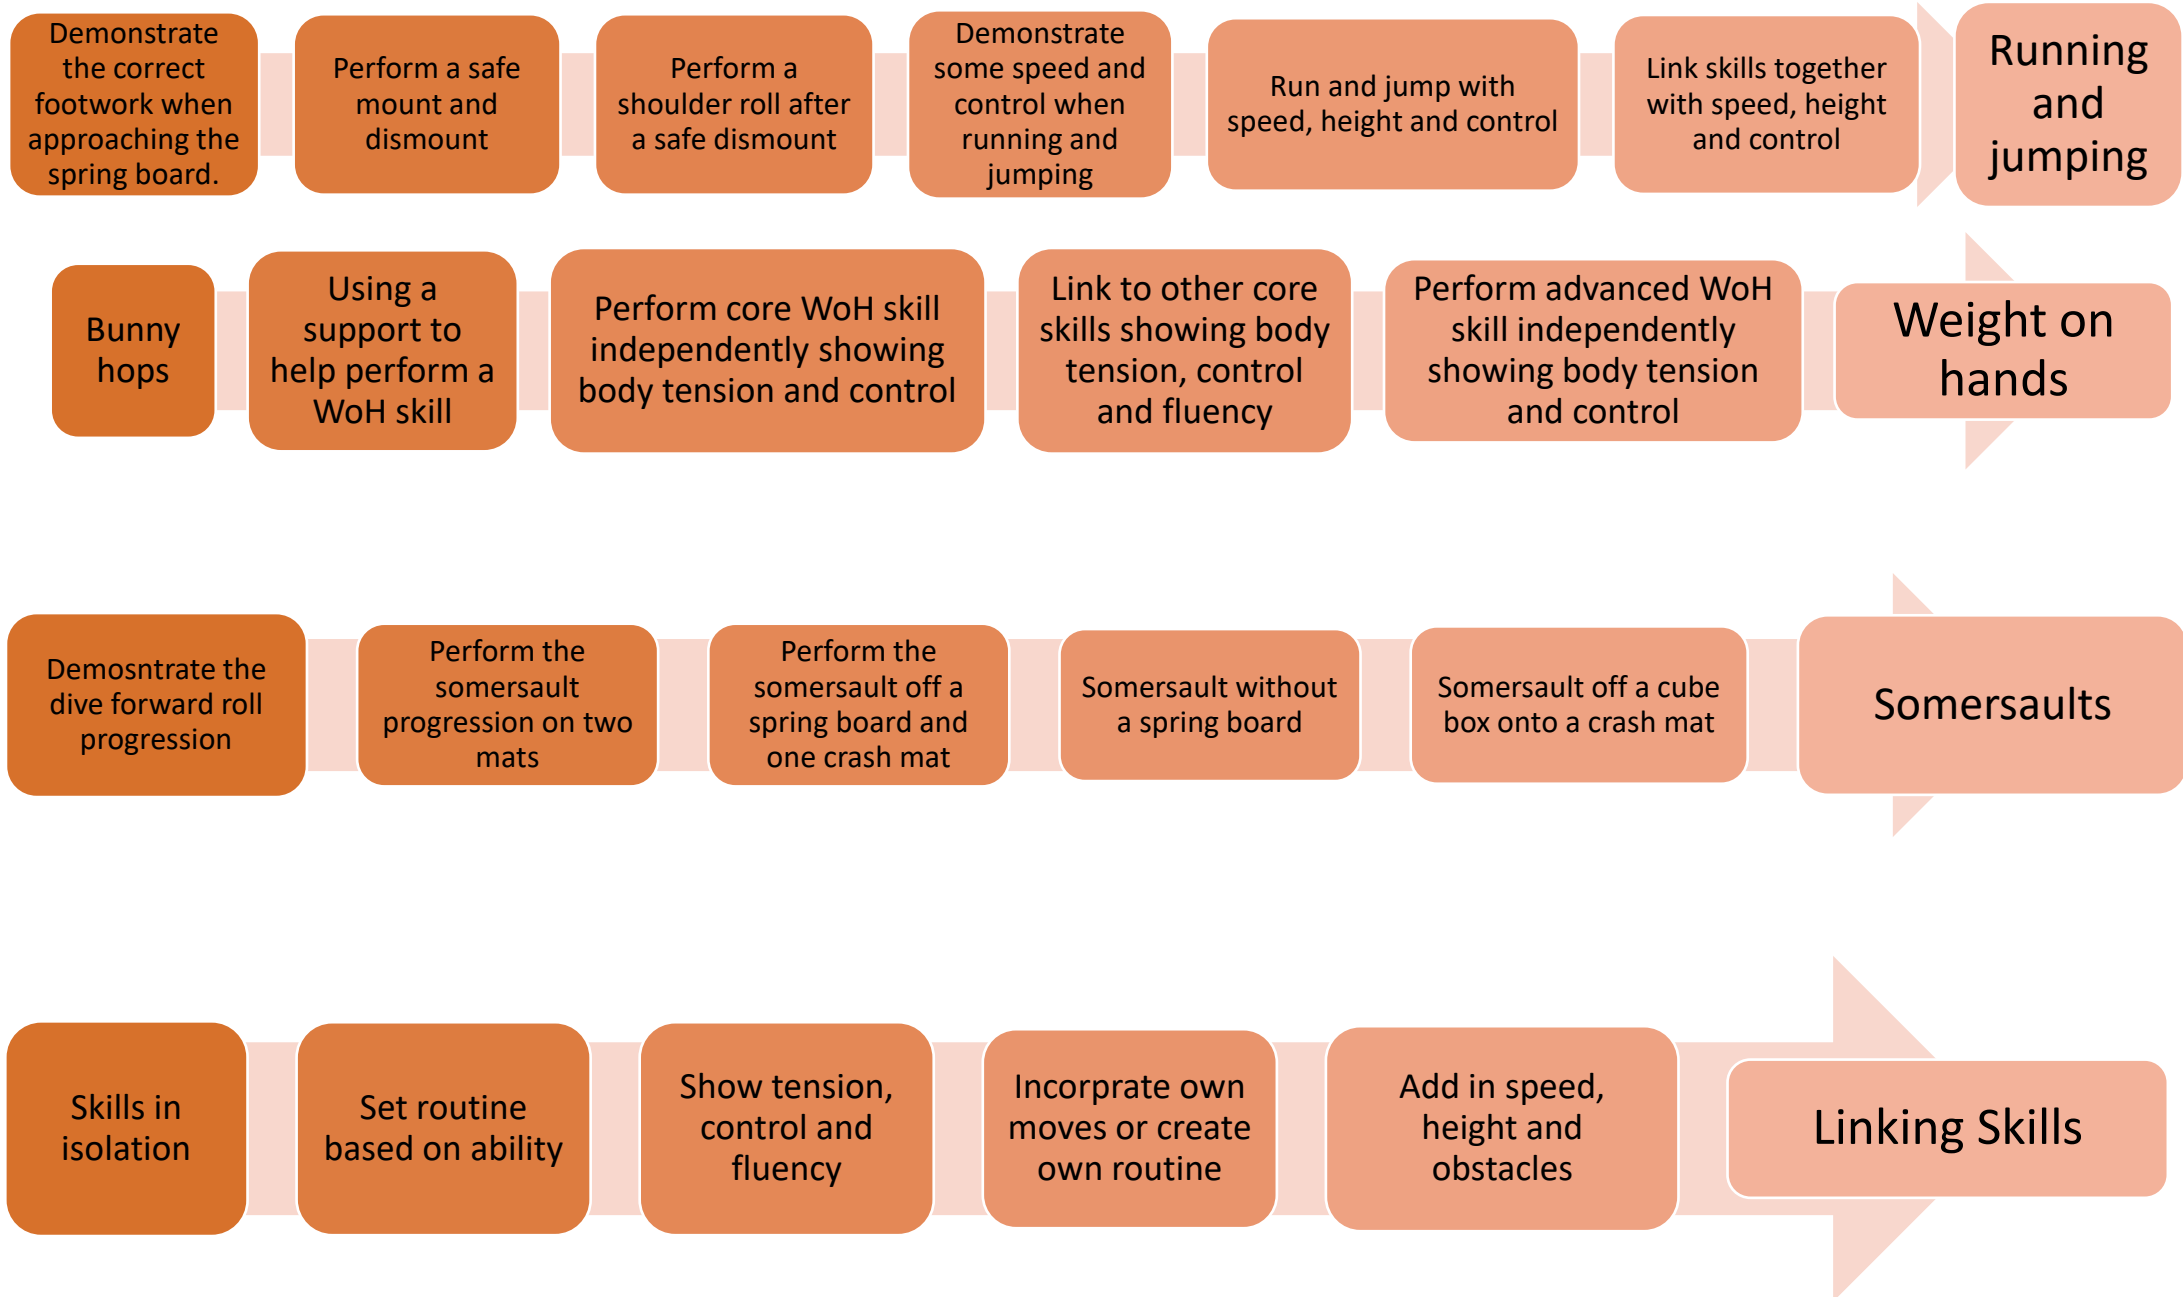 Demonstrate
the correct
footwork when
approaching the
spring board.
Perform a safe
mount and
dismount
Perform a
shoulder roll after
a safe dismount
Demonstrate
some speed and
control when
running and
jumping
Run and jump with
speed, height and control
Link skills together
with speed, height
and control
Running
and
jumping
Bunny
hops
Using a
support to
help perform a
WoH skill
Perform core WoH skill
independently showing
body tension and control
Link to other core
skills showing body
tension, control
and fluency
Perform advanced WoH
skill independently
showing body tension
and control
Weight on
hands
Demosntrate the
dive forward roll
progression
Perform the
somersault
progression on two
mats
Perform the
somersault off a
spring board and
one crash mat
Somersault without
a spring board
Somersault off a cube
box onto a crash mat
Somersaults
Skills in
isolation
Set routine
based on ability
Show tension,
control and
fluency
Incorprate own
moves or create
own routine
Add in speed,
height and
obstacles
Linking Skills